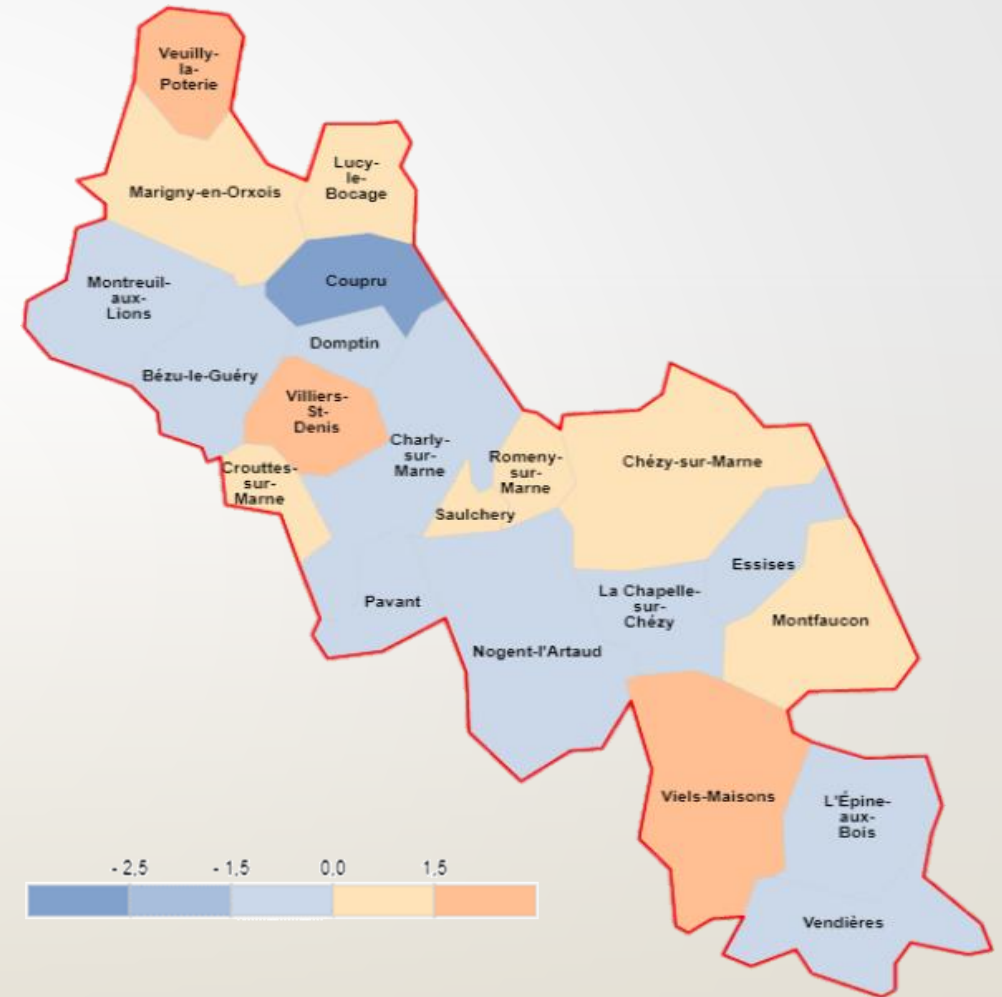 Veuilly-
la-
Poterie
Lucy-
le-
Bocage
Marigny-en-Orxois
Coupru
Montreuil-
aux-
Lions
Domptin
Bézu-le-Guéry
Villiers-
St-
Denis
Charly-
sur-
Marne
Romeny-
sur-
Marne
Chézy-sur-Marne
Crouttes-
sur-
Marne
Saulchery
Essises
La Chapelle-
sur-
Chézy
Pavant
Montfaucon
Nogent-l'Artaud
Viels-Maisons
L'Épine-
aux-
Bois
- 2,5 - 1,5 0,0 1,5
Vendières